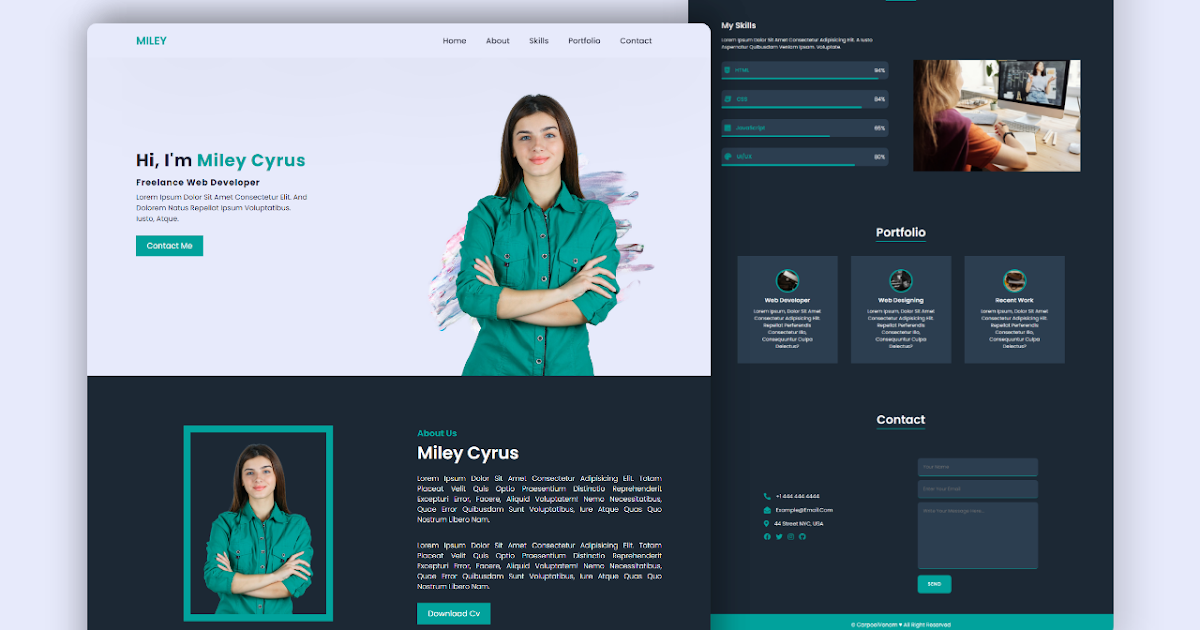 MILEY
Home About Skills Portfolio Contact
Hi, I'm Miley Cyrus
Freelance Web Developer
Lorem Ipsum Dolor Sit Amet Consectetur Elit. And
Dolorem Natus Repellat Ipsum Voluptatibus.
Iusto, Atque.
Contact Me
About Us
Miley Cyrus
Lorem Ipsum Dolor Sit Amet Consectetur Adipisicing Elit. Totam
Placeat Velit Quis Optio Praesentium Distinctio Reprehenderit
Excepturi Error, Facere, Aliquid Voluptatem! Nemo Necessitatibus,
Quae Error Quibusdam Sunt Voluptatibus, Iure Atque Quas Quo
Nostrum Libero Nam.
Lorem Ipsum Dolor Sit Amet Consectetur Adipisicing Elit. Totam
Placeat Velit Quis Optio Praesentium Distinctio Reprehenderit
Excepturi Error, Facere, Aliquid Voluptatem! Nemo Necessitatibus,
Quae Error Quibusdam Sunt Voluptatibus, Iure Atque Quas Quo
Nostrum Libero Nam.
Download Cv
My Skills
Lorem Ipsum Dolor Sit Amet Consectetur Adipisicing Elit. A Iusto
Aspernatur Quibusdam Veniam Ipsam. Voluptate.
HTML 94%
CSS 84%
JavaScript 65%
UI/UX 80%
Portfolio
Web Developer
Lorem Ipsum, Dolor Sit Amet
Consectetur Adipisicing Elit.
Repellat Perferendis
Consectetur Illo,
Consequuntur Culpa
Delectus?
Web Designing
Lorem Ipsum, Dolor Sit Amet
Consectetur Adipisicing Elit.
Repellat Perferendis
Consectetur Illo,
Consequuntur Culpa
Delectus?
Recent Work
Lorem Ipsum, Dolor Sit Amet
Consectetur Adipisicing Elit.
Repellat Perferendis
Consectetur Illo,
Consequuntur Culpa
Delectus?
Contact
+1 444 444 4444
Example@Email.Com
44 Street NYC, USA
Your Name
Enter Your Email
Write Your Message Here...
SEND
© Carpositranom ♥ All Right Reserved